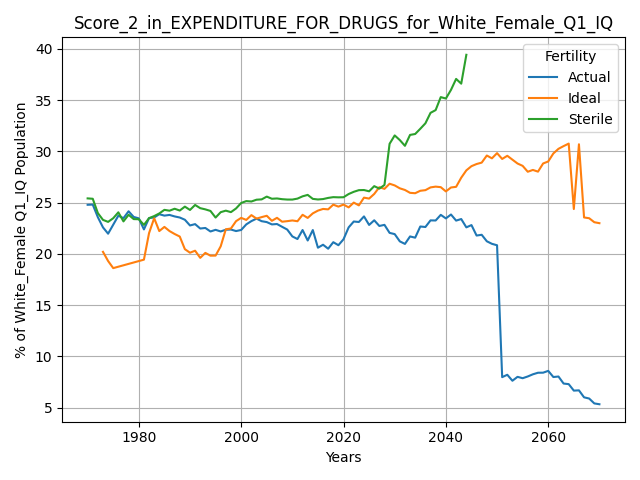 Score_2_in_EXPENDITURE_FOR_DRUGS_for_White_Female_Q1_IQ
Fertility
Actual
Ideal
Sterile
% of White_Female Q1_IQ Population
40
35
30
25
20
15
10
5
1980 2000 2020 2040 2060
Years